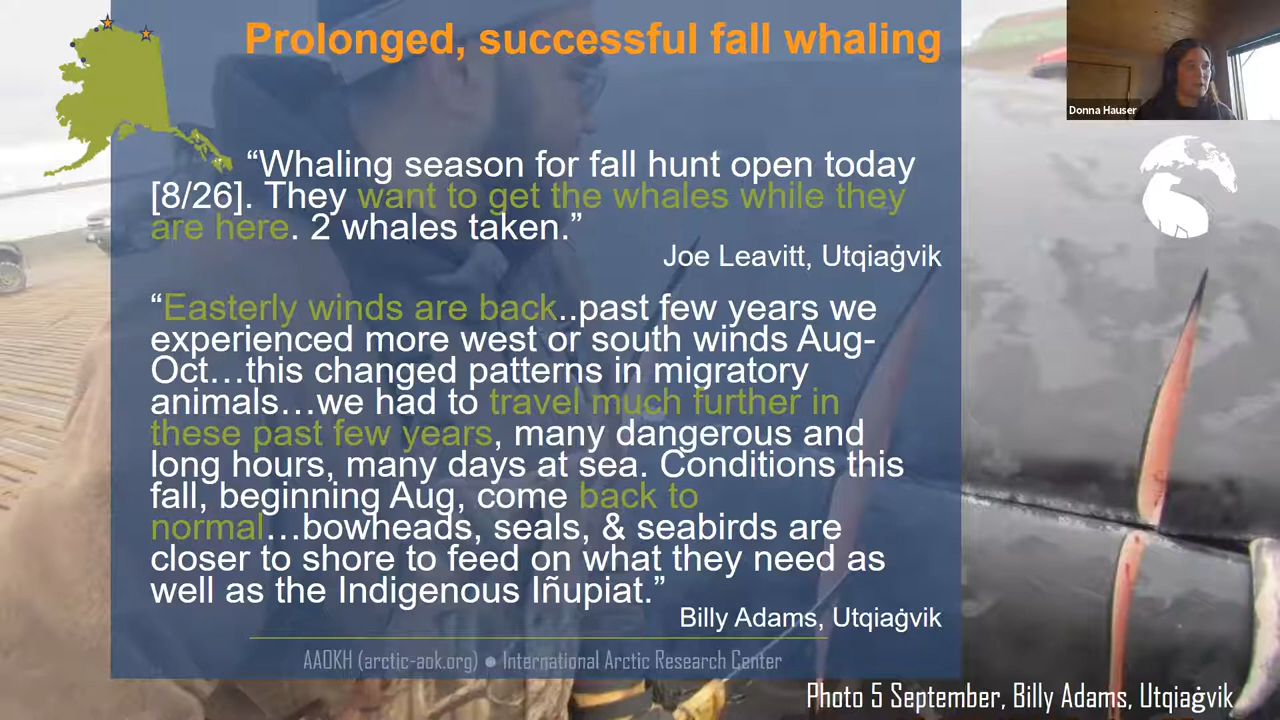 Prolonged, successful fall whaling
Donna Hauser
“Whaling season for fall hunt open today
[8/26]. They want to get the whales while they
are here. 2 whales taken.”
Joe Leavitt, Utqiaġvik
“Easterly winds are back..past few years we
experienced more west or south winds Aug-
Oct…this changed patterns in migratory
animals…we had to travel much further in
these past few years, many dangerous and
long hours, many days at sea. Conditions this
fall, beginning Aug, come back to
normal…bowheads, seals, & seabirds are
closer to shore to feed on what they need as
well as the Indigenous Iñupiat.”
Billy Adams, Utqiaġvik
AAOKH (arctic-aok.org) ● International Arctic Research Center
Photo 5 September, Billy Adams, Utqiaġvik